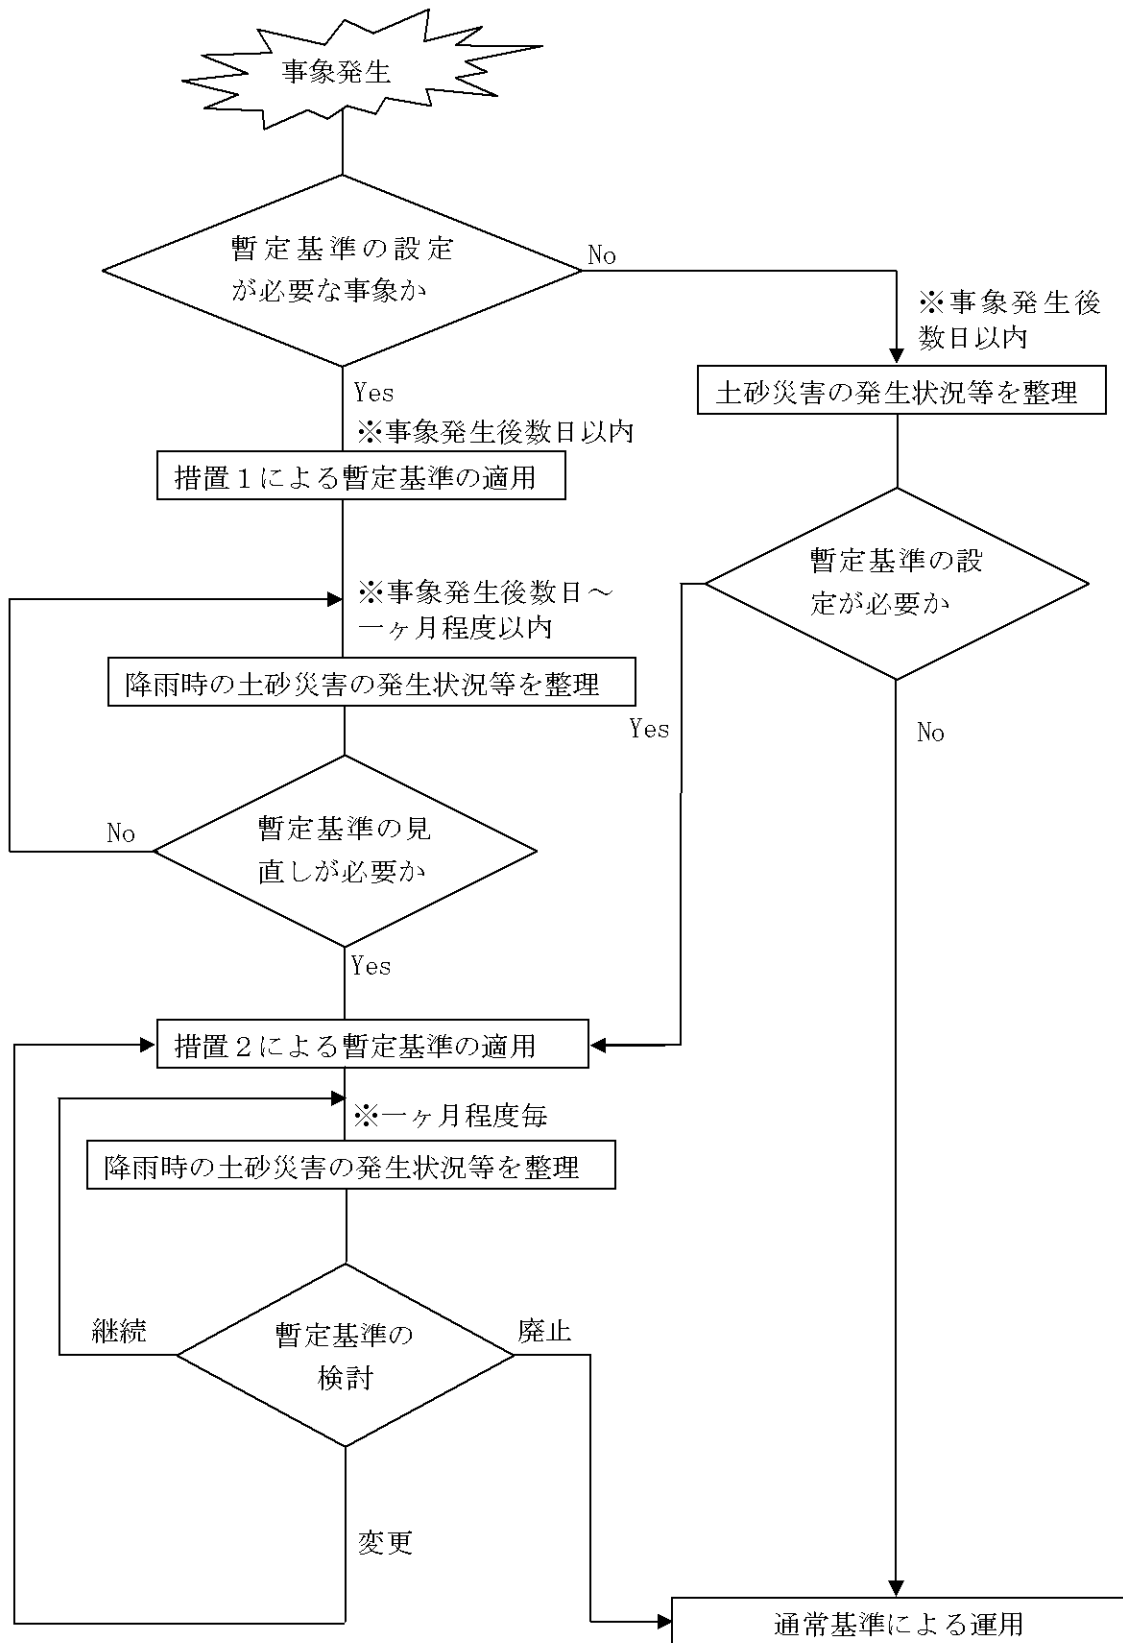 事象発生
暫定基準の設定
が必要な事象か
No
※事象発生後
数日以内
土砂災害の発生状況等を整理
Yes
※事象発生後数日以内
措置1による暫定基準の適用
暫定基準の設
定が必要か
※事象発生後数日~
一ヶ月程度以内
降雨時の土砂災害の発生状況等を整理
Yes
No
No
暫定基準の見
直しが必要か
Yes
措置2による暫定基準の適用
※一ヶ月程度毎
降雨時の土砂災害の発生状況等を整理
継続
暫定基準の
検討
廃止
変更
通常基準による運用